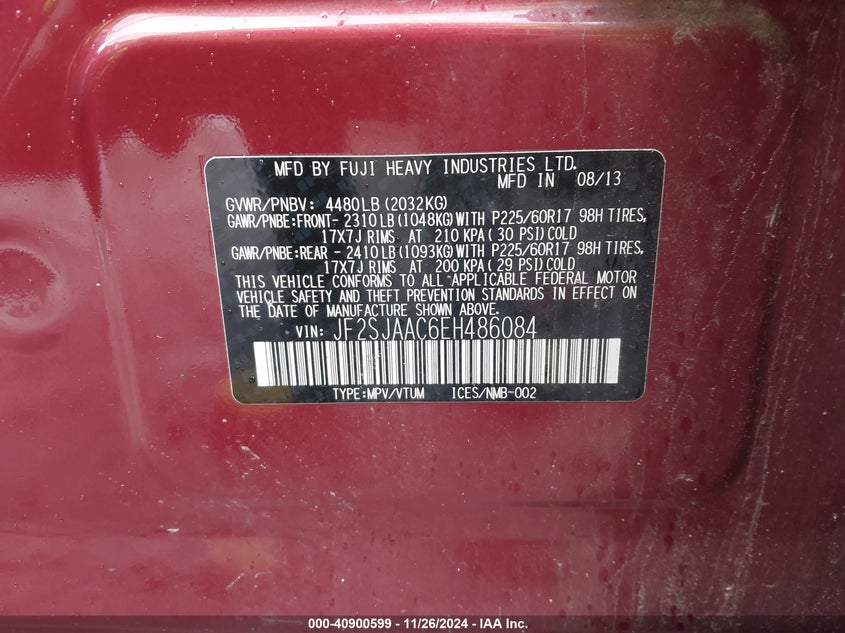 MFD BY FUJI HEAVY INDUSTRIES LTD.
MFD IN 08/13
GVWR/PNBV: 4480LB (2032KG)
GAWR/PNBE:FRONT- 2310LB (1048KG) WITH P225/60R17 98H TIRES,
17X7J RIMS AT 210 KPA (30 PSI) COLD
GAWR/PNBE:REAR - 2410LB (1093KG) WITH P225/60R17 98H TIRES,
17X7J RIMS AT 200 KPA (29 PSI) COLD
THIS VEHICLE CONFORMS TO ALL APPLICABLE FEDERAL MOTOR
VEHICLE SAFETY AND THEFT PREVENTION STANDARDS IN EFFECT ON
THE DATE OF MANUFACTURE SHOWN ABOVE.
VIN: JF2SJAAC6EH486084
TYPE:MPV/VTUM ICES/NMB-002
000-40900599 - 11/26/2024 - IAA Inc.